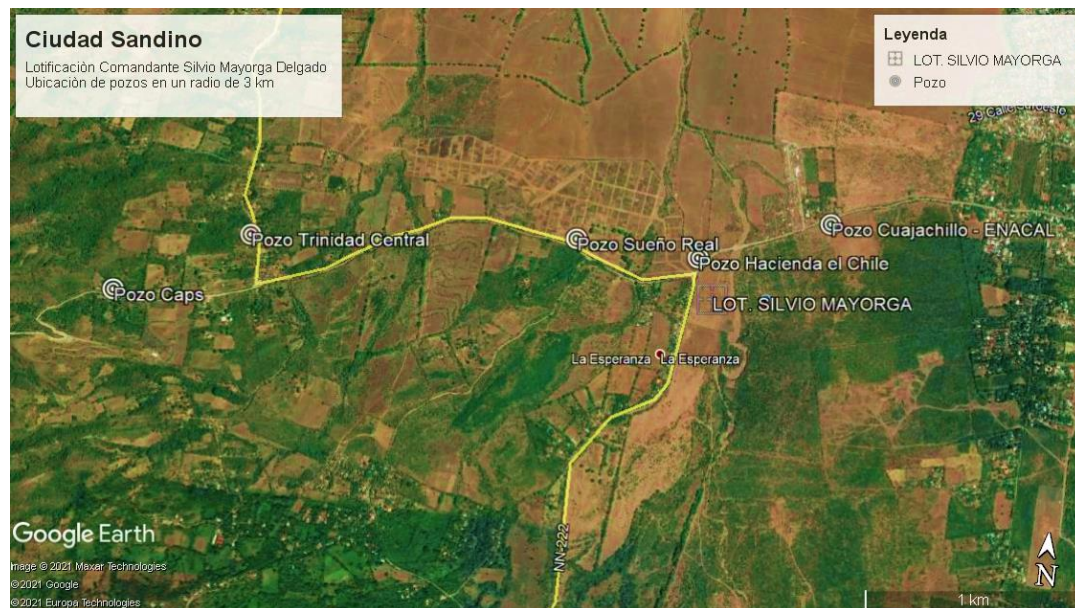 Ciudad Sandino
Lotificación Comandante Silvio Mayorga Delgado
Ubicación de pozos en un radio de 3 km
Leyenda
LOT. SILVIO MAYORGA
Pozo
29 Calle Suroeste
Pozo Cuajachillo - ENACAL
Pozo Trinidad Central
Pozo Sueño Real
Pozo Hacienda el Chile
Pozo Caps
LOT. SILVIO MAYORGA
La Esperanza
La Esperanza
NN-222
Google Earth
Image © 2021 Maxar Technologies
©2021 Google
©2021 Europa Technologies
1 km
N